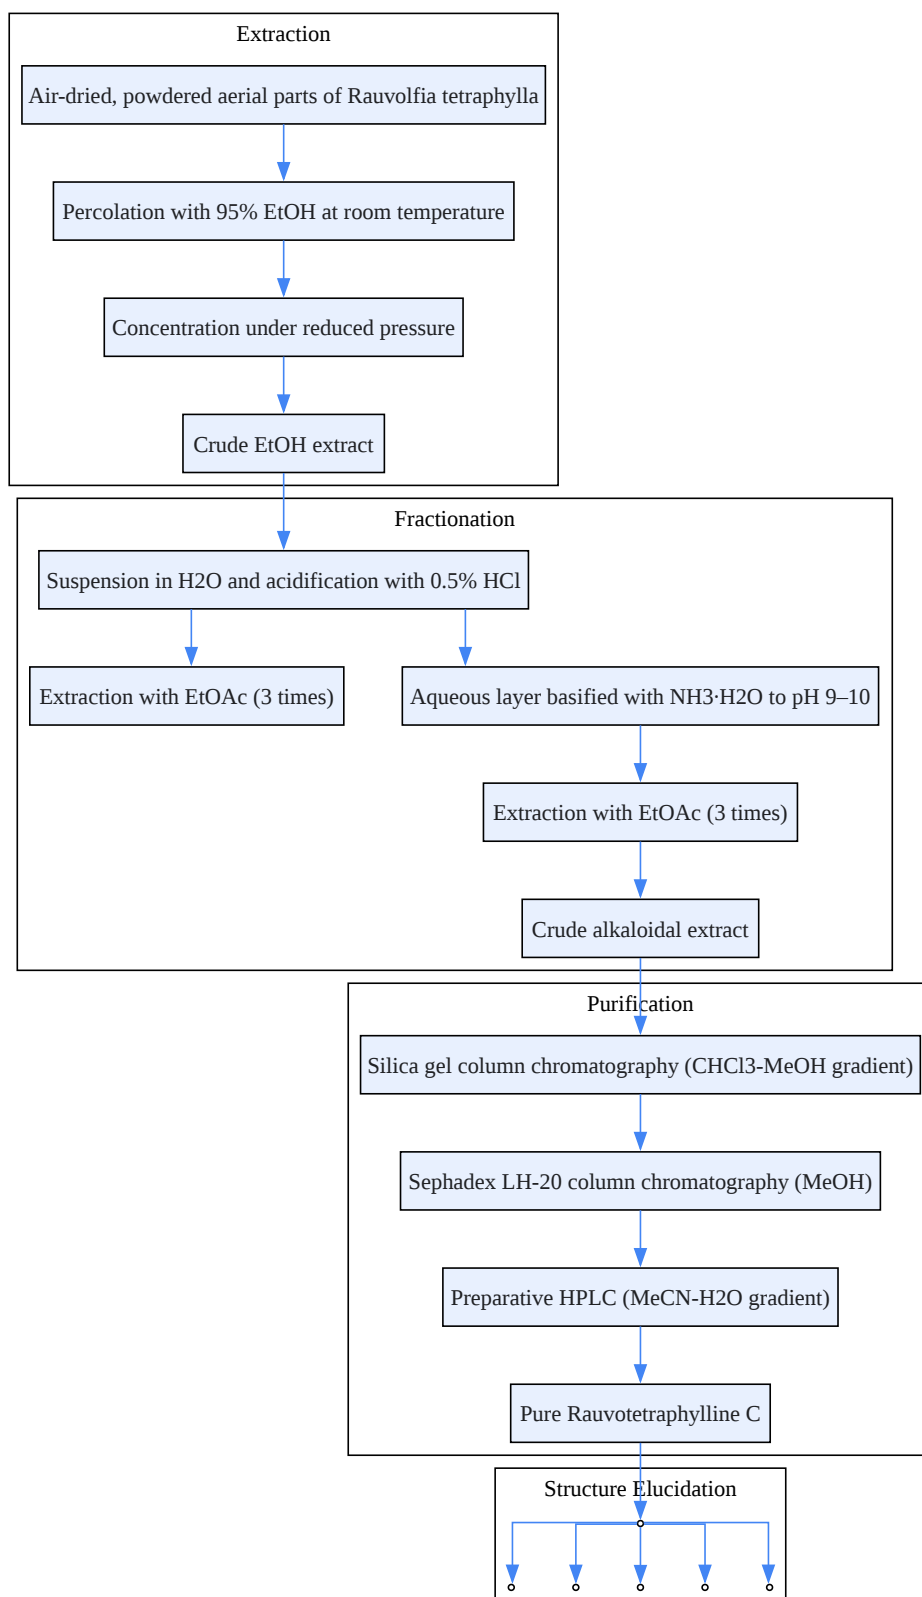 Extraction
Air-dried, powdered aerial parts of Rauvolfia tetraphylla
Percolation with 95% EtOH at room temperature
Concentration under reduced pressure
Crude EtOH extract
Fractionation
Suspension in H2O and acidification with 0.5% HCl
Extraction with EtOAc (3 times)
Aqueous layer basified with NH3·H2O to pH 9–10
Extraction with EtOAc (3 times)
Crude alkaloidal extract
Purification
Silica gel column chromatography (CHCl3-MeOH gradient)
Sephadex LH-20 column chromatography (MeOH)
Preparative HPLC (MeCN-H2O gradient)
Pure Rauvotetraphylline C
Structure Elucidation